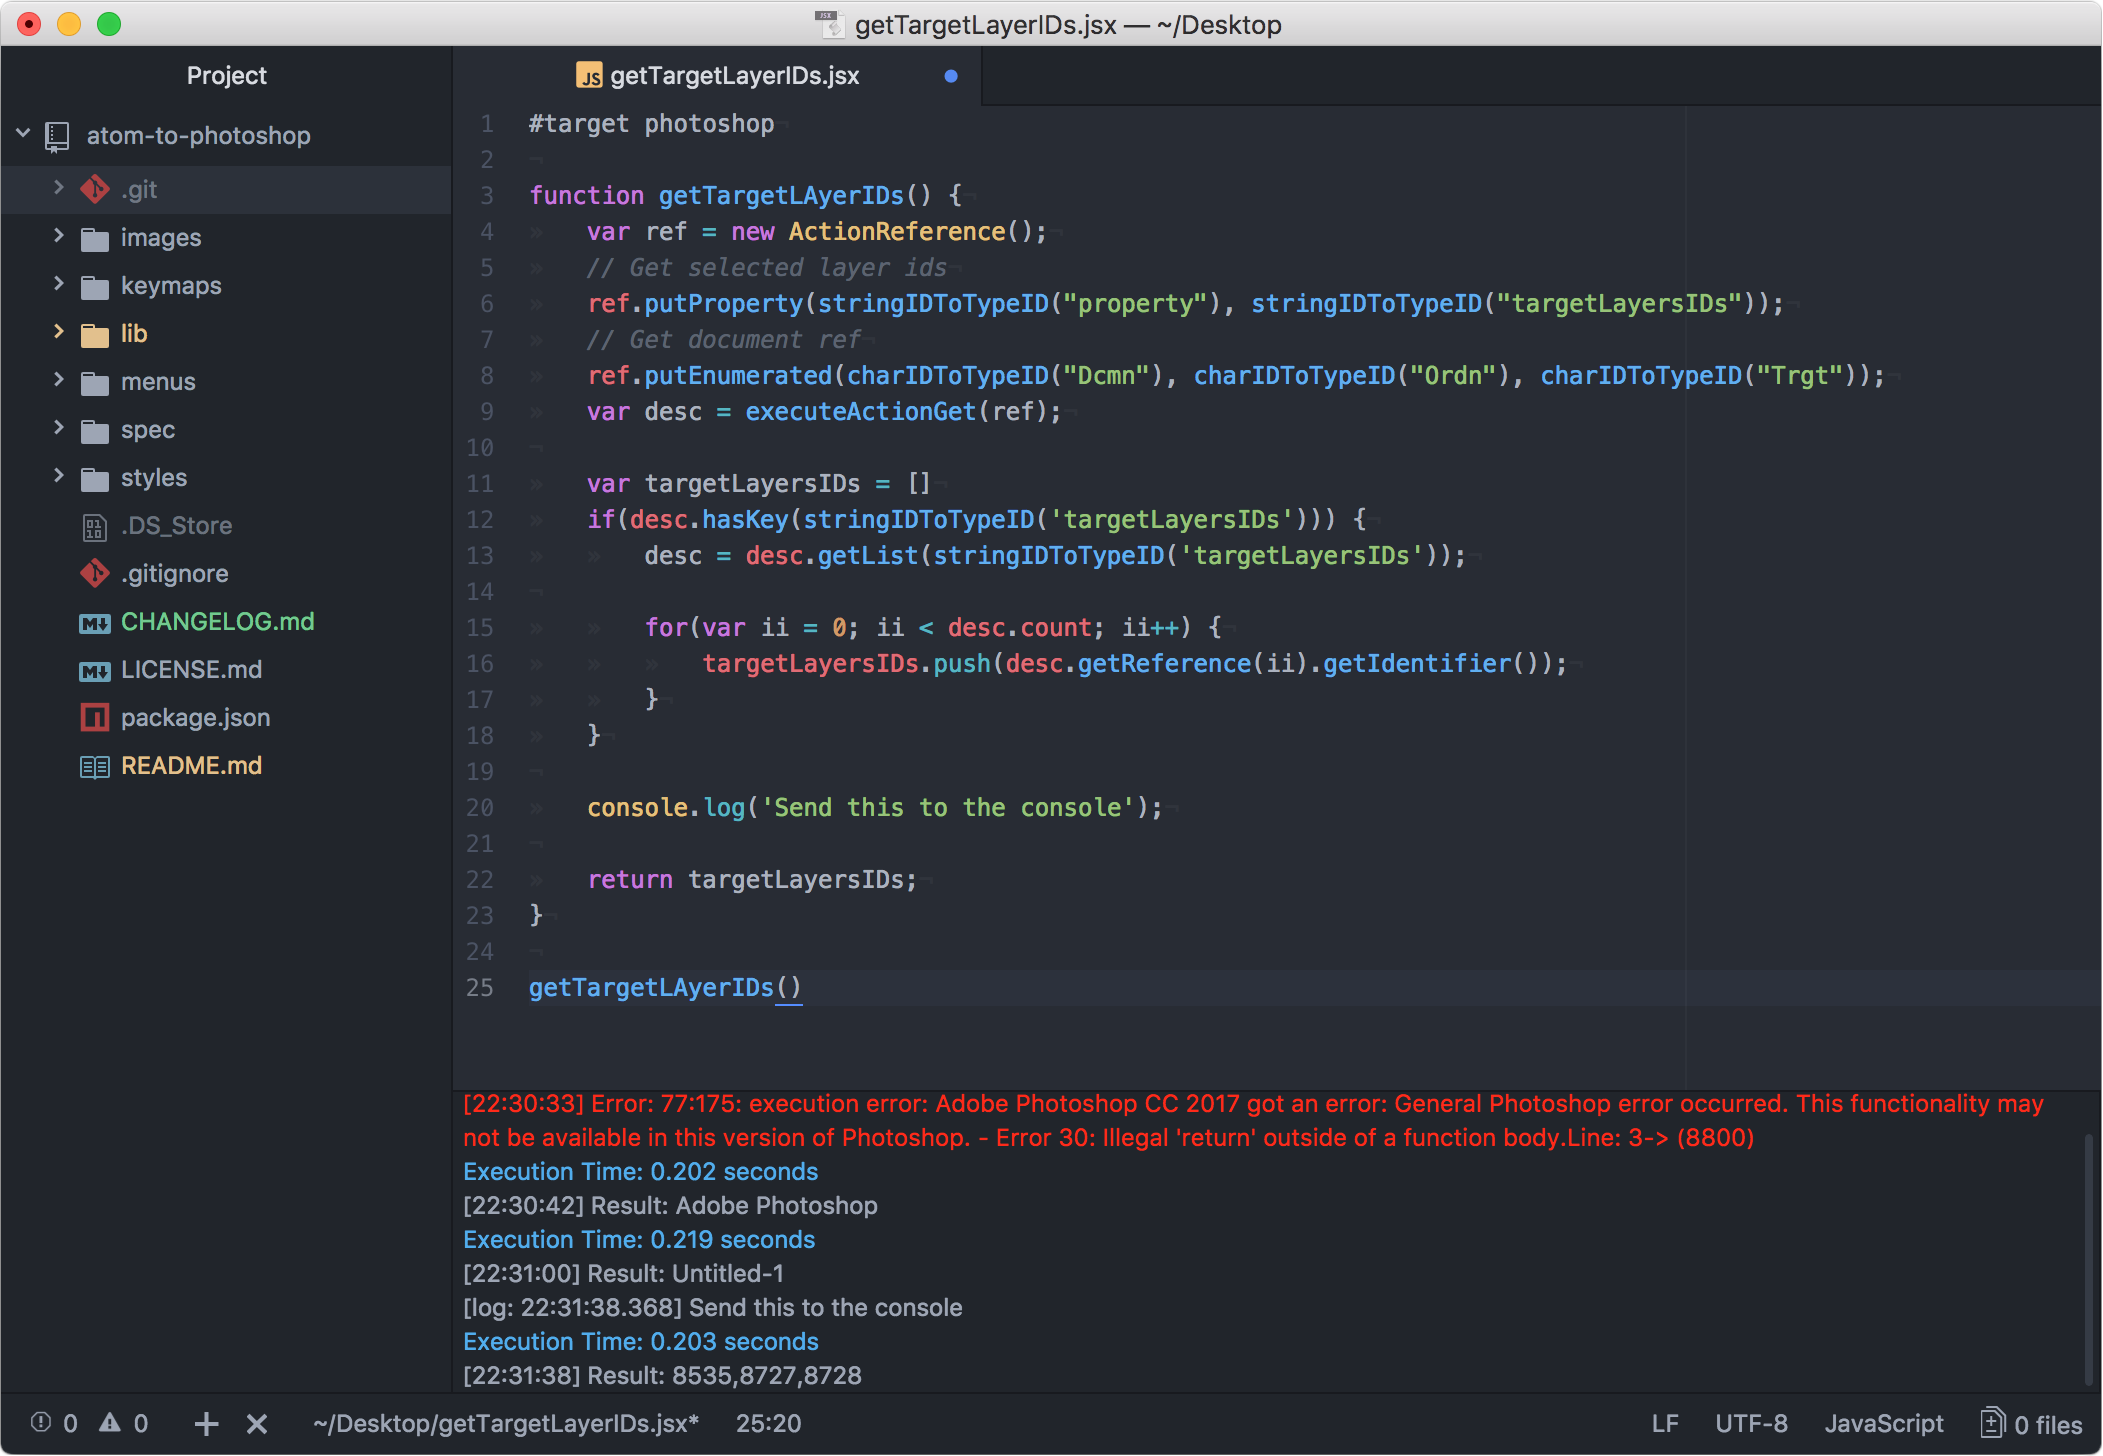 getTargetLayerIDs.jsx — ~/Desktop
Project
atom-to-photoshop
.git
images
keymaps
lib
menus
spec
styles
.DS_Store
.gitignore
CHANGELOG.md
LICENSE.md
package.json
README.md
JS getTargetLayerIDs.jsx
1 #target photoshop¬
2 ¬
3 function getTargetLAyerIDs() {¬
4 » var ref = new ActionReference();¬
5 » // Get selected layer ids¬
6 » ref.putProperty(stringIDToTypeID("property"), stringIDToTypeID("targetLayersIDs"));¬
7 » // Get document ref¬
8 » ref.putEnumerated(charIDToTypeID("Dcmn"), charIDToTypeID("Ordn"), charIDToTypeID("Trgt"));¬
9 » var desc = executeActionGet(ref);¬
10 ¬
11 » var targetLayersIDs = []¬
12 » if(desc.hasKey(stringIDToTypeID('targetLayersIDs'))) {¬
13 » » desc = desc.getList(stringIDToTypeID('targetLayersIDs'));¬
14 ¬
15 » » for(var ii = 0; ii < desc.count; ii++) {¬
16 » » » targetLayersIDs.push(desc.getReference(ii).getIdentifier());¬
17 » » }¬
18 » }¬
19 ¬
20 » console.log('Send this to the console');¬
21 ¬
22 » return targetLayersIDs;¬
23 }¬
24 ¬
25 getTargetLAyerIDs()
[22:30:33] Error: 77:175: execution error: Adobe Photoshop CC 2017 got an error: General Photoshop error occurred. This functionality may
not be available in this version of Photoshop. - Error 30: Illegal 'return' outside of a function body.Line: 3-> (8800)
Execution Time: 0.202 seconds
[22:30:42] Result: Adobe Photoshop
Execution Time: 0.219 seconds
[22:31:00] Result: Untitled-1
[log: 22:31:38.368] Send this to the console
Execution Time: 0.203 seconds
[22:31:38] Result: 8535,8727,8728
0 0 ~/Desktop/getTargetLayerIDs.jsx* 25:20 LF UTF-8 JavaScript 0 files